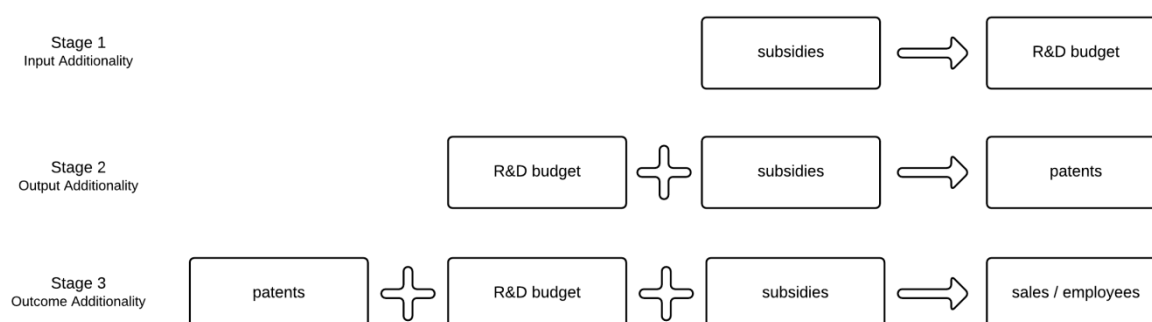 Stage 1
Input Additionality
subsidies
R&D budget
Stage 2
Output Additionality
R&D budget
subsidies
patents
Stage 3
Outcome Additionality
patents
R&D budget
subsidies
sales / employees